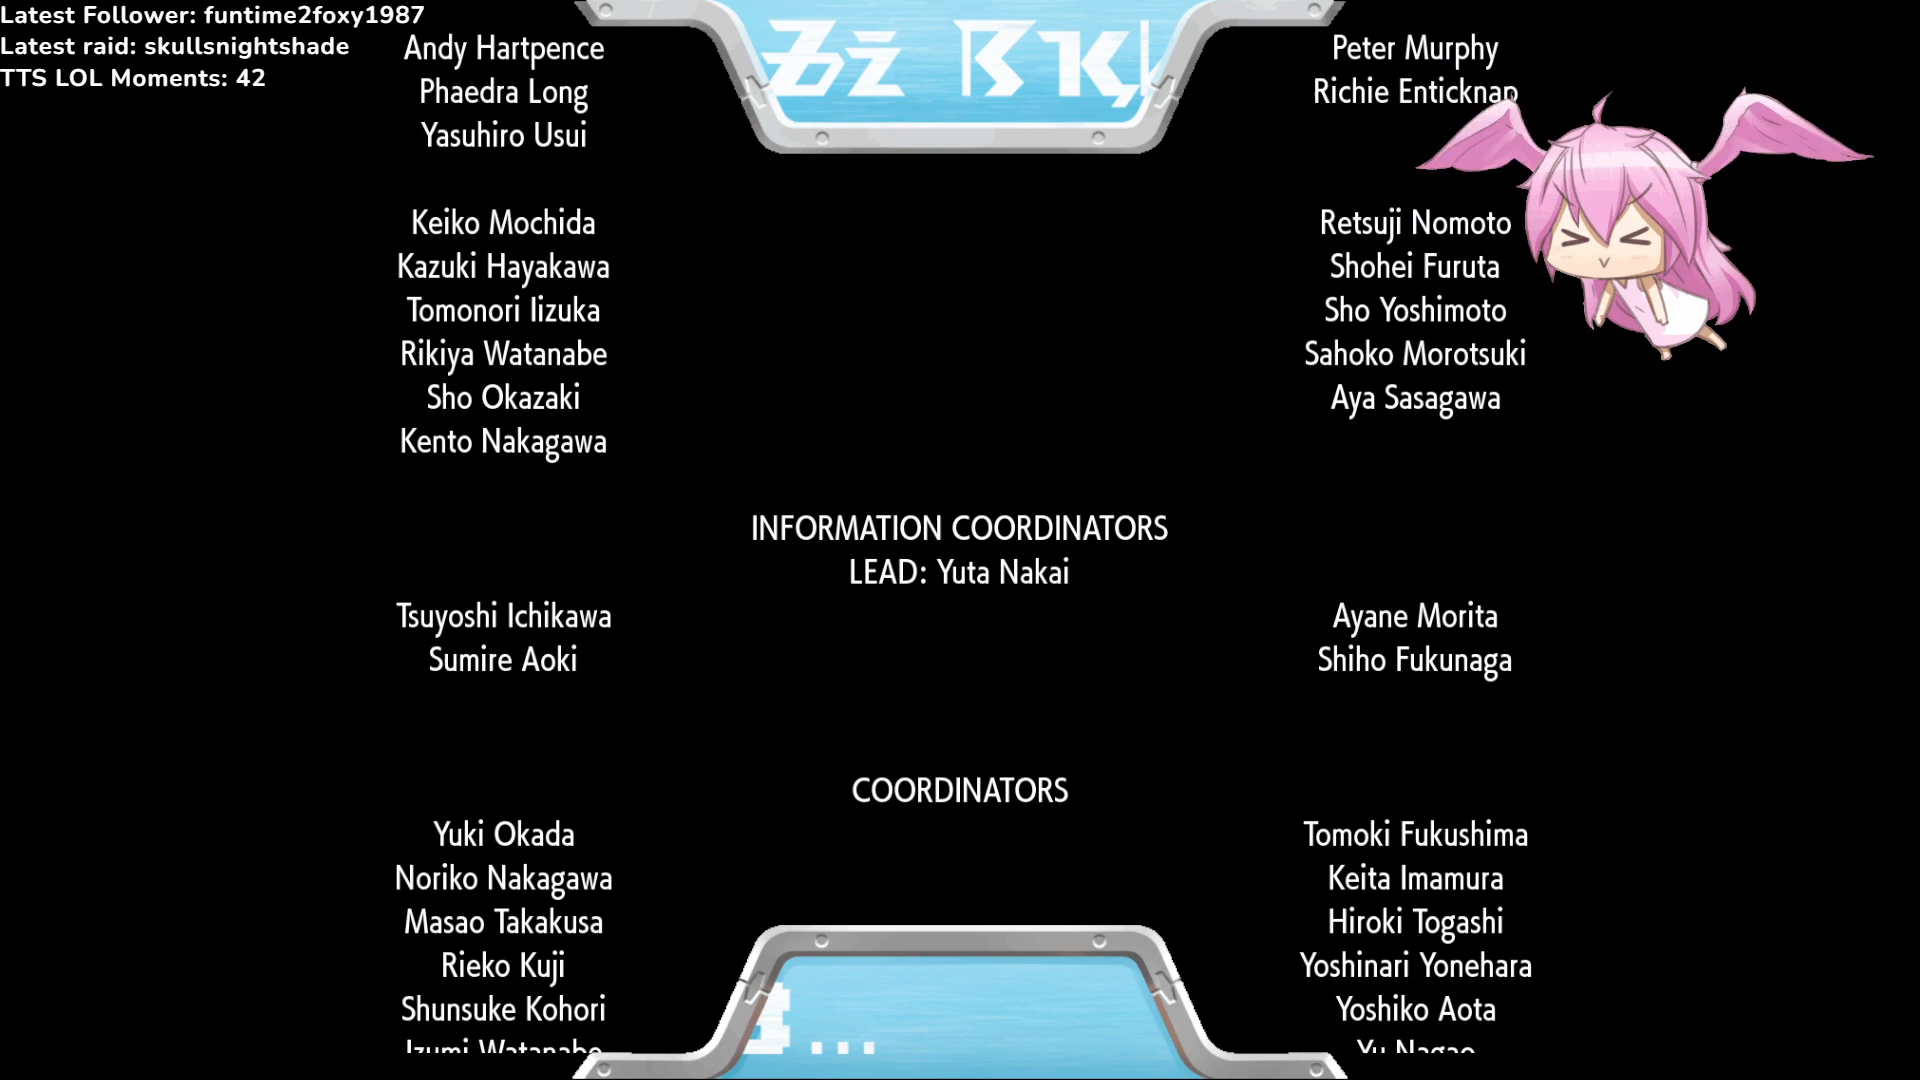 Latest Follower: funtime2foxy1987
Latest raid: skullsnightshade
TTS LOL Moments: 42
Andy Hartpence
Peter Murphy
Phaedra Long
Richie Enticknap
Yasuhiro Usui
Keiko Mochida
Retsuji Nomoto
Kazuki Hayakawa
Shohei Furuta
Tomonori Iizuka
Sho Yoshimoto
Rikiya Watanabe
Sahoko Morotsuki
Sho Okazaki
Aya Sasagawa
Kento Nakagawa
INFORMATION COORDINATORS
LEAD: Yuta Nakai
Tsuyoshi Ichikawa
Ayane Morita
Sumire Aoki
Shiho Fukunaga
COORDINATORS
Yuki Okada
Tomoki Fukushima
Noriko Nakagawa
Keita Imamura
Masao Takakusa
Hiroki Togashi
Rieko Kuji
Yoshinari Yonehara
Shunsuke Kohori
Yoshiko Aota
Izumi Watanabe
Yu Nagao